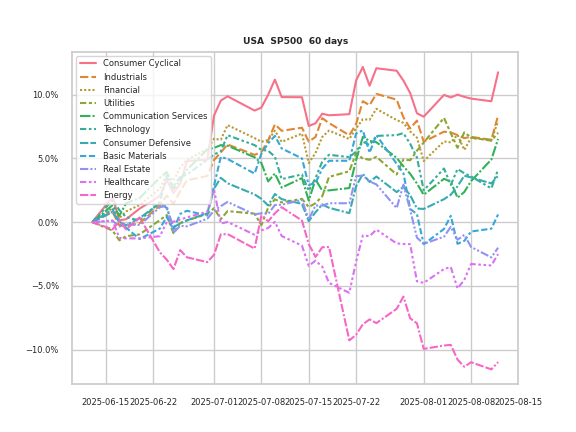 USA SP500 60 days
Consumer Cyclical
Industrials
Financial
Utilities
Communication Services
Technology
Consumer Defensive
Basic Materials
Real Estate
Healthcare
Energy
10.0%
5.0%
0.0%
−5.0%
−10.0%
2025-06-15 2025-06-22 2025-07-01 2025-07-08 2025-07-15 2025-07-22 2025-08-01 2025-08-08 2025-08-15